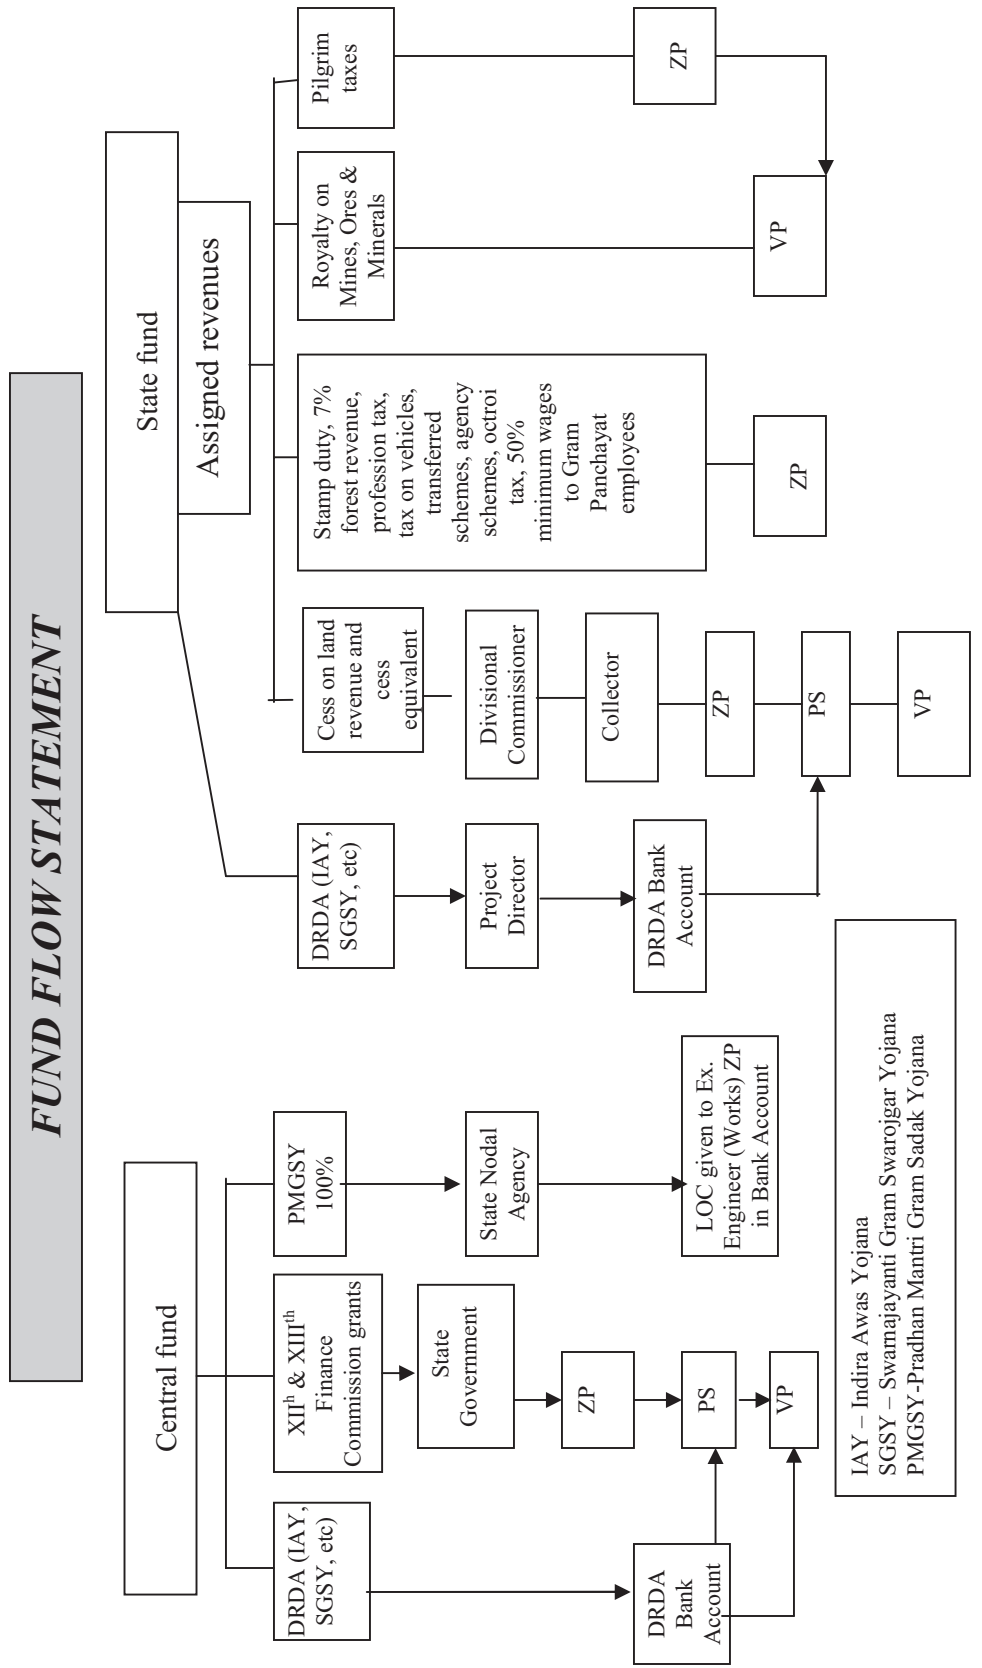 FUND FLOW STATEMENT
Central fund
DRDA (IAY,
SGSY, etc)
DRDA
Bank
Account
XIIh & XIIIth
Finance
Commission grants
State
Government
ZP
PS
VP
PMGSY
100%
State Nodal
Agency
LOC given to Ex.
Engineer (Works) ZP
in Bank Account
State fund
Assigned revenues
DRDA (IAY,
SGSY, etc)
Project
Director
DRDA Bank
Account
Cess on land
revenue and
cess
equivalent
Divisional
Commissioner
Collector
ZP
PS
VP
Stamp duty, 7%
forest revenue,
profession tax,
tax on vehicles,
transferred
schemes, agency
schemes, octroi
tax, 50%
minimum wages
to Gram
Panchayat
employees
ZP
Royalty on
Mines, Ores &
Minerals
VP
Pilgrim
taxes
ZP
IAY – Indira Awas Yojana
SGSY – Swarnajayanti Gram Swarojgar Yojana
PMGSY-Pradhan Mantri Gram Sadak Yojana